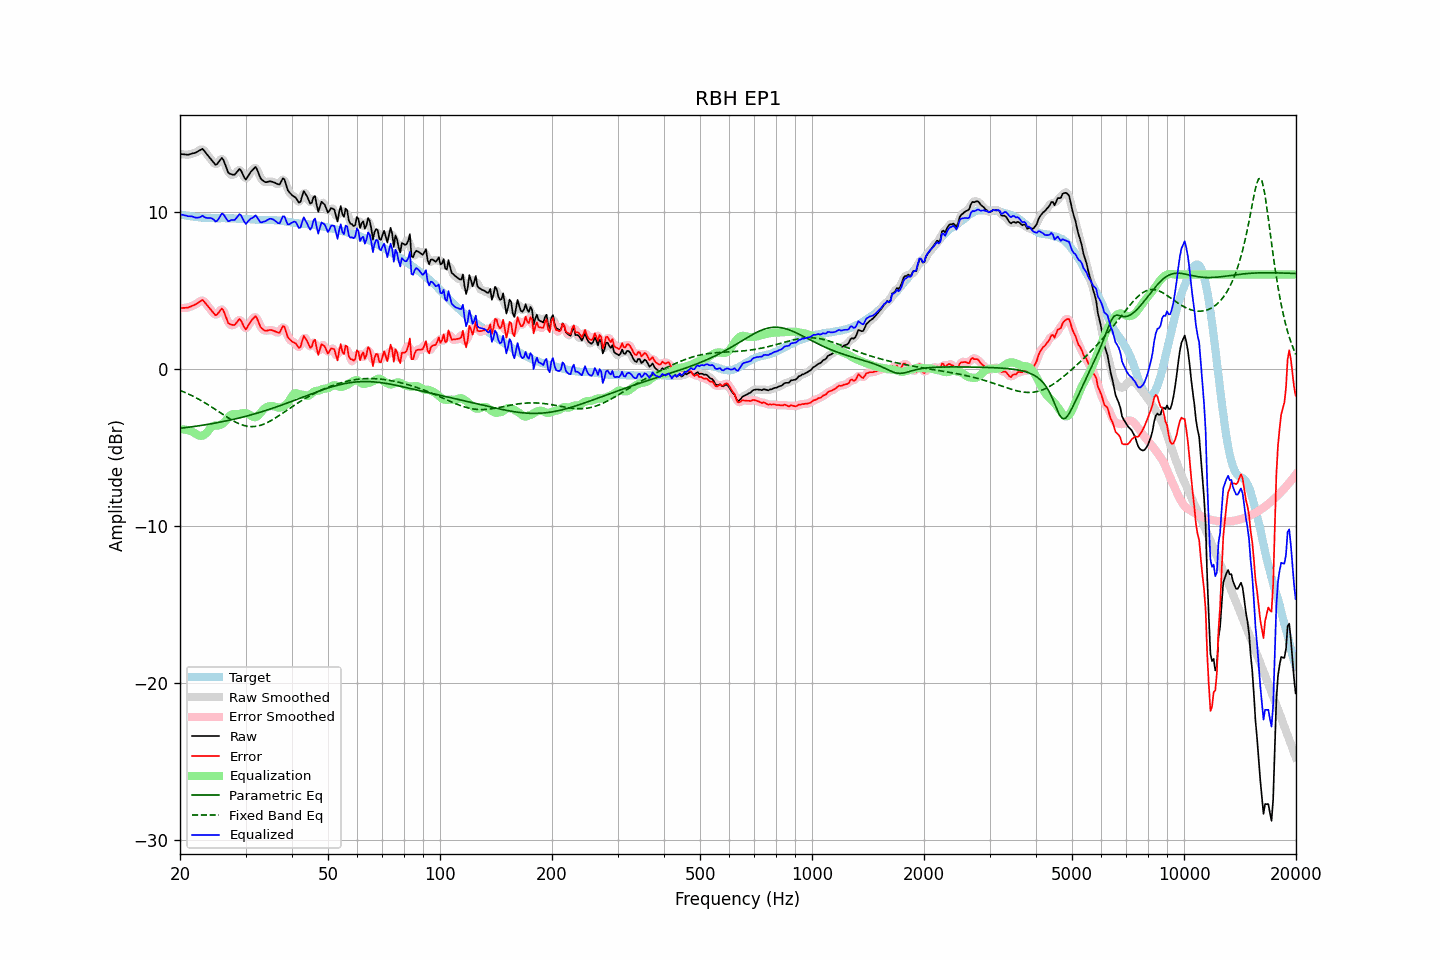 RBH EP1
Amplitude (dBr)
10
0
−10
−20
−30
Target
Raw Smoothed
Error Smoothed
Raw
Error
Equalization
Parametric Eq
Fixed Band Eq
Equalized
20 50 100 200 500 1000 2000 5000 10000 20000
Frequency (Hz)